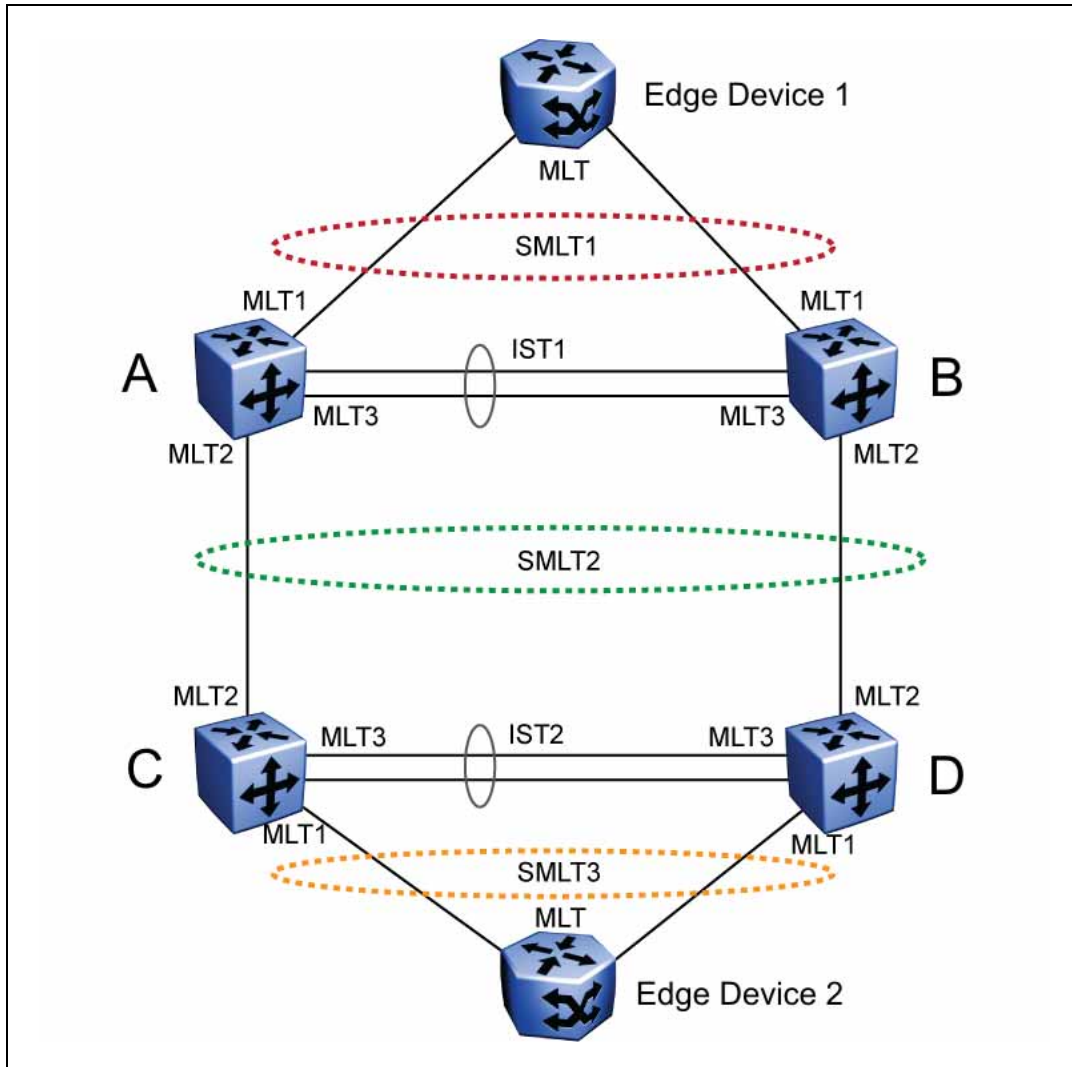 Edge Device 1
MLT
SMLT1
MLT1
MLT1
A
IST1
B
MLT3
MLT3
MLT2
MLT2
SMLT2
MLT2
MLT2
MLT3
IST2
MLT3
C
D
MLT1
MLT1
SMLT3
MLT
Edge Device 2